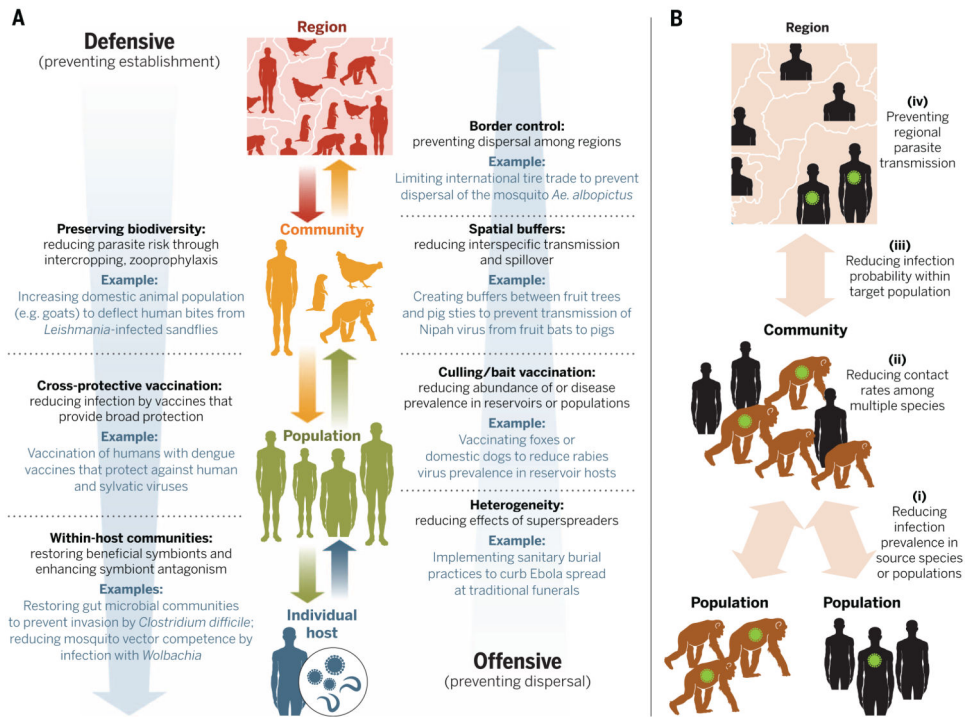 A
Defensive
(preventing establishment)
Preserving biodiversity:
reducing parasite risk through
intercropping, zooprophylaxis
Example:
Increasing domestic animal population
(e.g. goats) to deflect human bites from
Leishmania-infected sandflies
Cross-protective vaccination:
reducing infection by vaccines that
provide broad protection
Example:
Vaccination of humans with dengue
vaccines that protect against human
and sylvatic viruses
Within-host communities:
restoring beneficial symbionts and
enhancing symbiont antagonism
Examples:
Restoring gut microbial communities
to prevent invasion by Clostridium difficile;
reducing mosquito vector competence by
infection with Wolbachia
Region
Community
Population
Individual
host
Border control:
preventing dispersal among regions
Example:
Limiting international tire trade to prevent
dispersal of the mosquito Ae. albopictus
Spatial buffers:
reducing interspecific transmission
and spillover
Example:
Creating buffers between fruit trees
and pig sties to prevent transmission of
Nipah virus from fruit bats to pigs
Culling/bait vaccination:
reducing abundance of or disease
prevalence in reservoirs or populations
Example:
Vaccinating foxes or
domestic dogs to reduce rabies
virus prevalence in reservoir hosts
Heterogeneity:
reducing effects of superspreaders
Example:
Implementing sanitary burial
practices to curb Ebola spread
at traditional funerals
Offensive
(preventing dispersal)
B
Region
(iv)
Preventing
regional
parasite
transmission
(iii)
Reducing infection
probability within
target population
Community
(ii)
Reducing contact
rates among
multiple species
(i)
Reducing
infection
prevalence in
source species
or populations
Population
Population